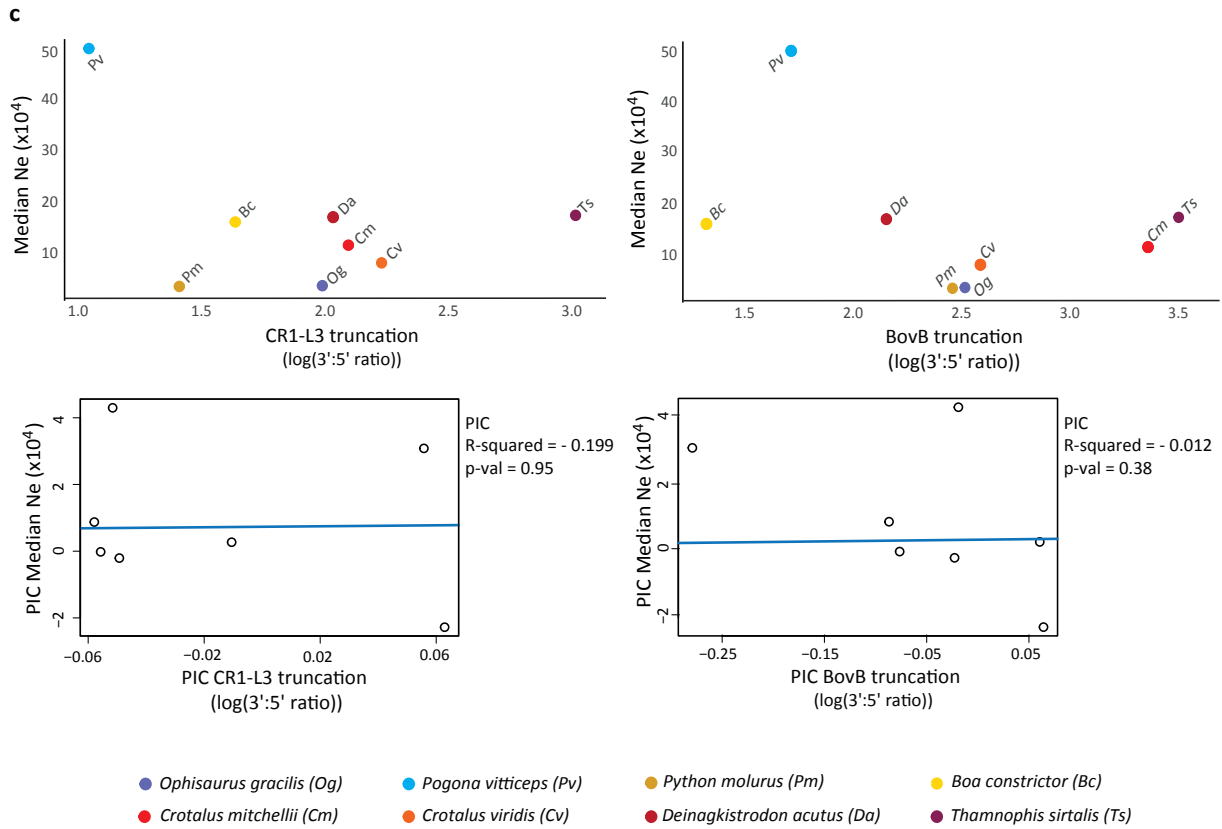 c
50
40
30
20
10
Median Ne (x10⁴)
Pv
Bc
Da
Ts
Cm
Cv
Pm
Og
1.0 1.5 2.0 2.5 3.0
CR1-L3 truncation
(log(3':5' ratio))
50
40
30
20
10
Median Ne (x10⁴)
Pv
Bc
Da
Ts
Cm
Cv
Pm
Og
1.5 2.0 2.5 3.0 3.5
BovB truncation
(log(3':5' ratio))
4
2
0
−2
PIC Median Ne (x10⁴)
−0.06 −0.02 0.02 0.06
PIC CR1-L3 truncation
(log(3':5' ratio))
PIC
R-squared = - 0.199
p-val = 0.95
4
2
0
−2
PIC Median Ne (x10⁴)
−0.25 −0.15 −0.05 0.05
PIC BovB truncation
(log(3':5' ratio))
PIC
R-squared = - 0.012
p-val = 0.38
Ophisaurus gracilis (Og) Pogona vitticeps (Pv) Python molurus (Pm) Boa constrictor (Bc)
Crotalus mitchellii (Cm) Crotalus viridis (Cv) Deinagkistrodon acutus (Da) Thamnophis sirtalis (Ts)